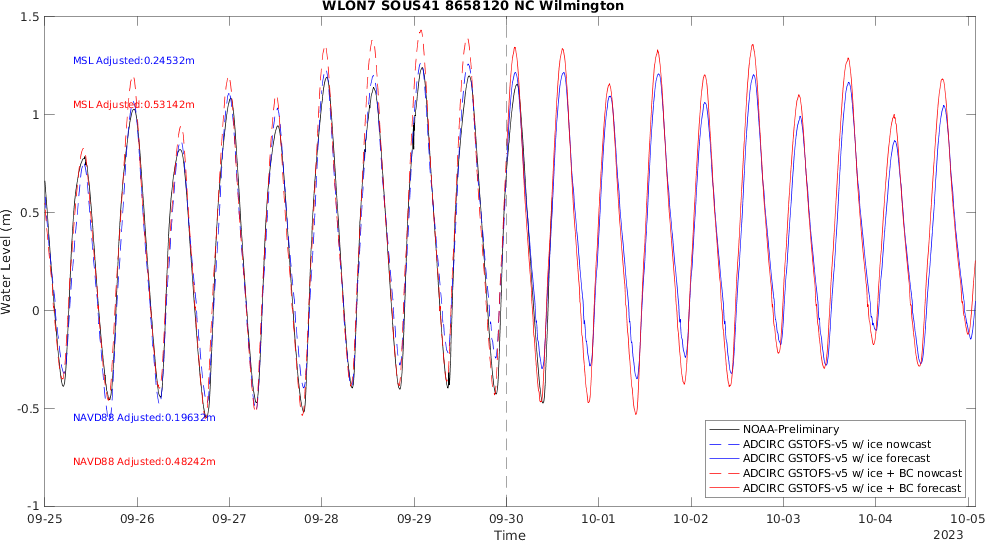 WLON7 SOUS41 8658120 NC Wilmington
1.5
1
0.5
0
-0.5
-1
Water Level (m)
MSL Adjusted:0.24532m
MSL Adjusted:0.53142m
NAVD88 Adjusted:0.19632m
NAVD88 Adjusted:0.48242m
NOAA-Preliminary
ADCIRC GSTOFS-v5 w/ ice nowcast
ADCIRC GSTOFS-v5 w/ ice forecast
ADCIRC GSTOFS-v5 w/ ice + BC nowcast
ADCIRC GSTOFS-v5 w/ ice + BC forecast
09-25 09-26 09-27 09-28 09-29 09-30 10-01 10-02 10-03 10-04 10-05
Time
2023